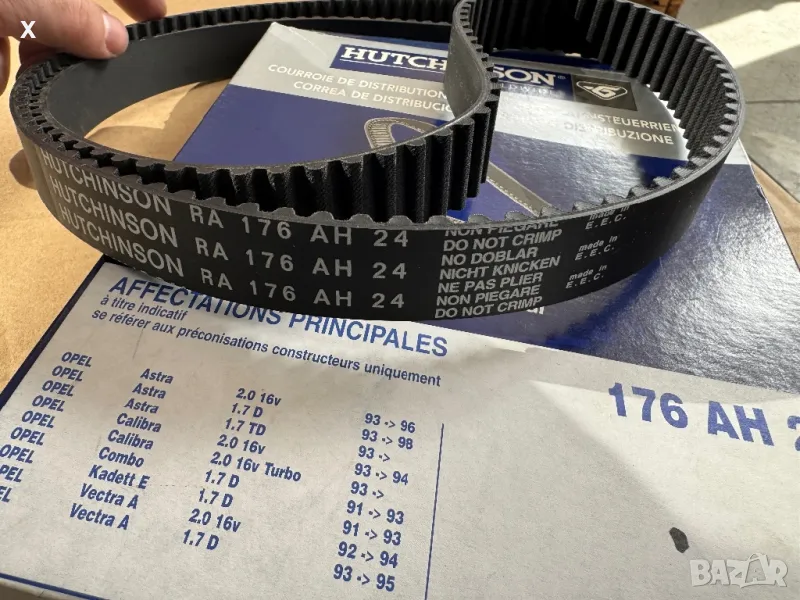 x
HUTCHINSON
WORLDWIDE
COURROIE DE DISTRIBUTION
CORREA DE DISTRIBUCIÓN
DISTRIBUZIONE
HUTCHINSON RA 176 AH 24
HUTCHINSON RA 176 AH 24
HUTCHINSON RA 176 AH 24
NON PIEGARE
DO NOT CRIMP
NO DOBLAR
NICHT KNICKEN
NE PAS PLIER
NON PIEGARE
DO NOT CRIMP
made in
E.E.C.
made in
E.E.C.
made in
E.E.C.
AFFECTATIONS PRINCIPALES
à titre indicatif
se référer aux préconisations constructeurs uniquement
OPEL Astra 2.0 16v 93 -> 96
OPEL Astra 1.7 D 93 -> 98
OPEL Astra 1.7 TD 93 ->
OPEL Calibra 2.0 16v 93 -> 94
OPEL Calibra 2.0 16v Turbo 93 ->
OPEL Combo 1.7 D 91 -> 93
OPEL Kadett E 1.7 D 91 -> 93
OPEL Vectra A 2.0 16v 92 -> 94
Vectra A 1.7 D 93 -> 95
176 AH 2
BAZAR